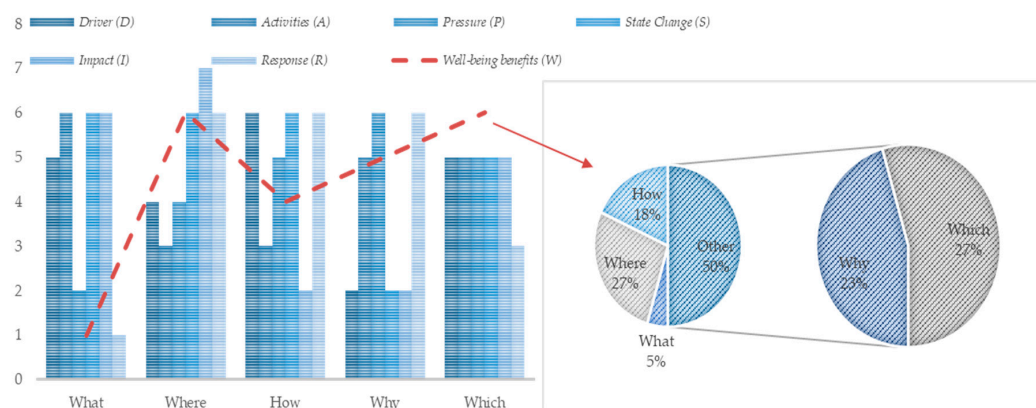 8
Driver (D) Activities (A) Pressure (P) State Change (S)
Impact (I) Response (R) Well-being benefits (W)
7
6
5
4
3
2
1
0
What Where How Why Which
How
18%
Where
27%
What
5%
Other
50%
Why
23%
Which
27%